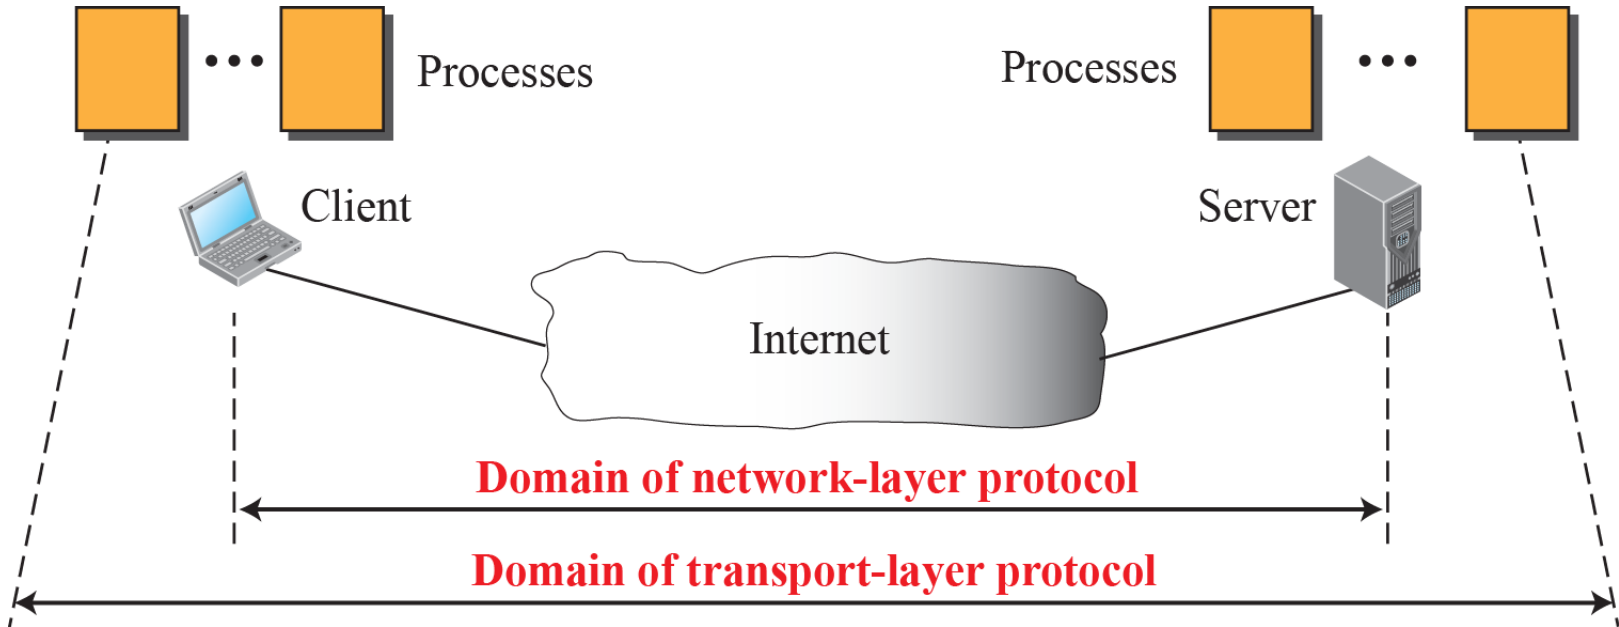 Processes
Processes
Client
Server
Internet
Domain of network-layer protocol
Domain of transport-layer protocol